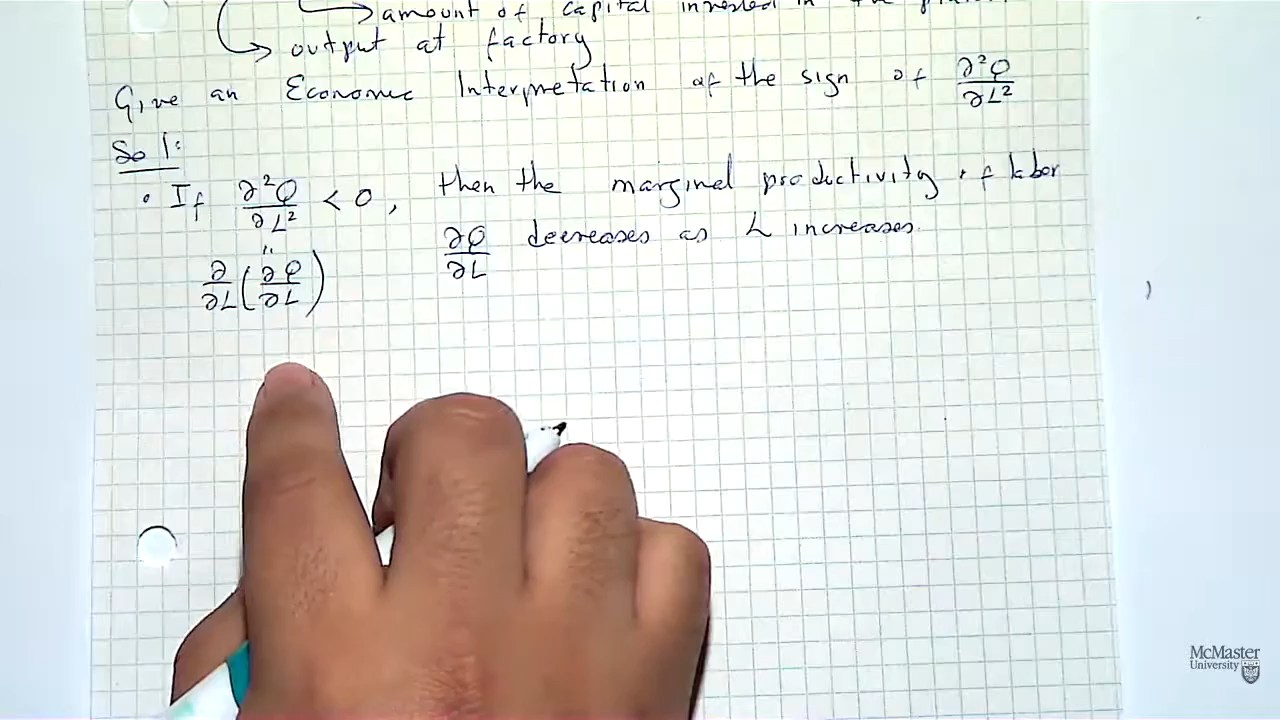 amount of capital invested in the
output at factory
Give an Economic Interpretation of the sign of ∂²Q/∂L²
Sol:
• If ∂²Q/∂L² < 0, then the marginal productivity of labor
∂Q/∂L decreases as L increases.
"
∂/∂L (∂Q/∂L)
McMaster
University